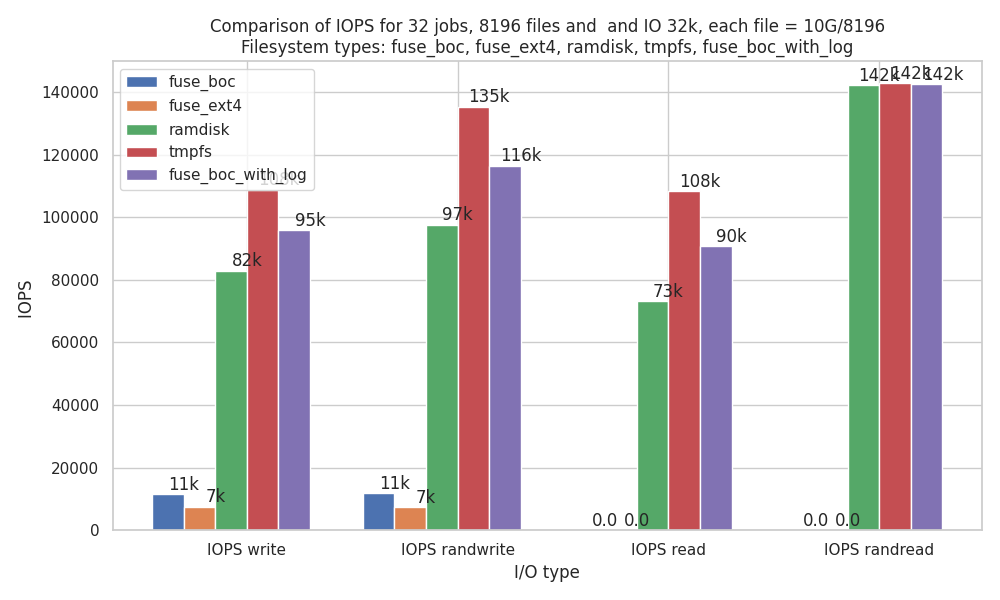 Comparison of IOPS for 32 jobs, 8196 files and  and IO 32k, each file = 10G/8196
Filesystem types: fuse_boc, fuse_ext4, ramdisk, tmpfs, fuse_boc_with_log
IOPS
140000
120000
100000
80000
60000
40000
20000
0
fuse_boc
fuse_ext4
ramdisk
tmpfs
fuse_boc_with_log
11k
7k
82k
108k
95k
11k
7k
97k
135k
116k
0.0
0.0
73k
108k
90k
0.0
0.0
142k
142k
142k
IOPS write
IOPS randwrite
IOPS read
IOPS randread
I/O type